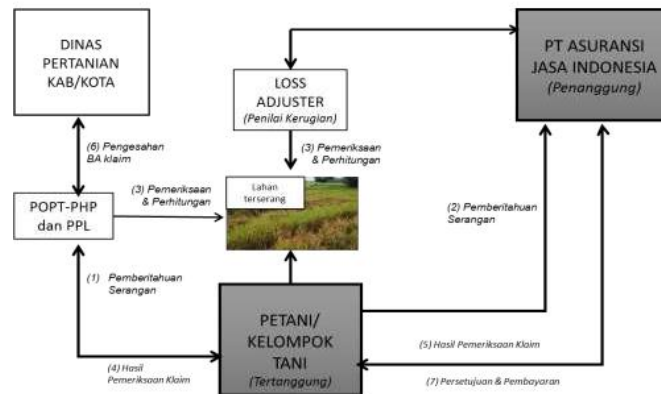 DINAS
PERTANIAN
KAB/KOTA
LOSS
ADJUSTER
(Penilai Kerugian)
PT ASURANSI
JASA INDONESIA
(Penanggung)
(6) Pengesahan
BA klaim
(3) Pemeriksaan
& Perhitungan
(3) Pemeriksaan
& Perhitungan
Lahan
terserang
POPT-PHP
dan PPL
(2) Pemberitahuan
Serangan
(1) Pemberitahuan
Serangan
PETANI/
KELOMPOK
TANI
(Tertanggung)
(5) Hasil Pemeriksaan Klaim
(4) Hasil
Pemeriksaan Klaim
(7) Persetujuan & Pembayaran